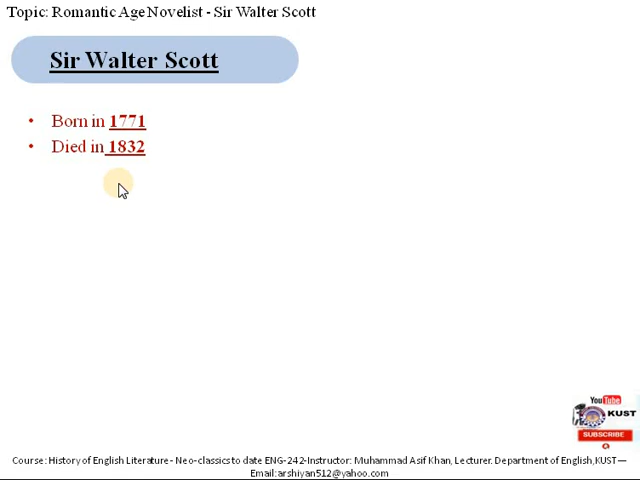 Topic: Romantic Age Novelist - Sir Walter Scott
Sir Walter Scott
• Born in 1771
• Died in 1832
YouTube
KUST
SUBSCRIBE
Course: History of English Literature - Neo-classics to date ENG-242-Instructor: Muhammad Asif Khan, Lecturer. Department of English,KUST—
Email:arshiyan512@yahoo.com